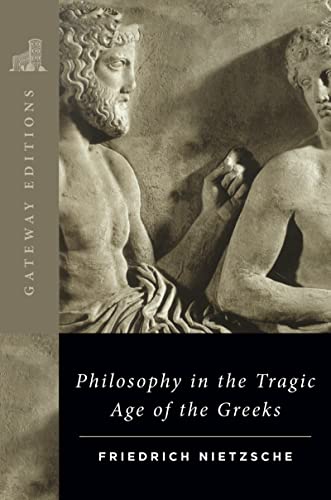 GATEWAY EDITIONS
Philosophy in the Tragic
Age of the Greeks
FRIEDRICH NIETZSCHE